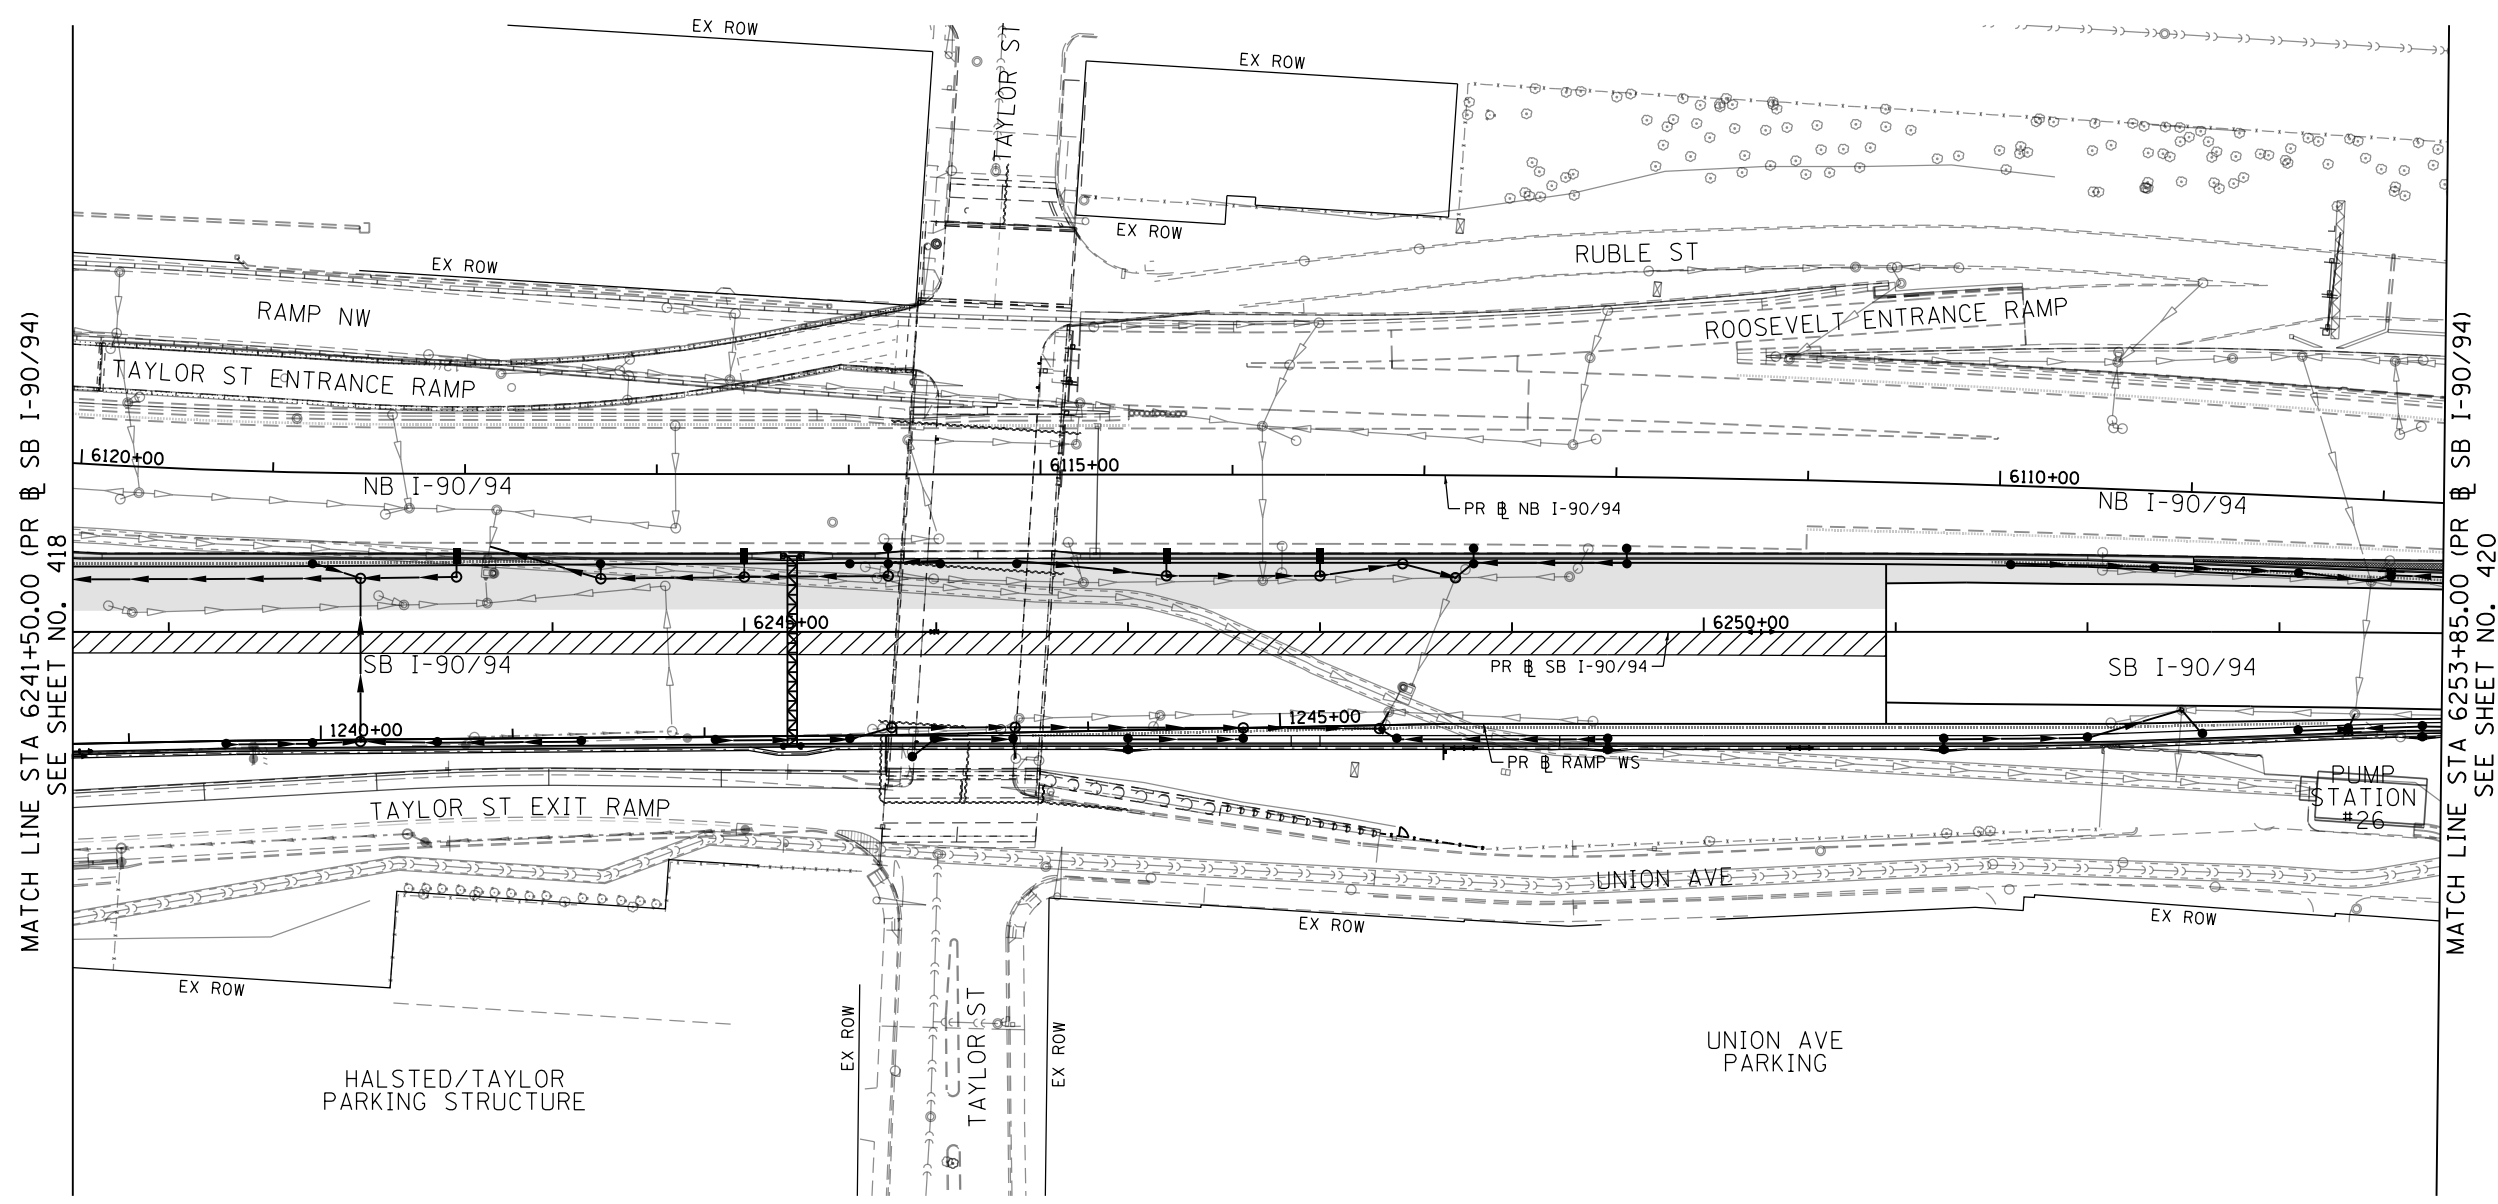 EX ROW
TAYLOR ST
EX ROW
EX ROW
EX ROW
RUBLE ST
RAMP NW
ROOSEVELT ENTRANCE RAMP
TAYLOR ST ENTRANCE RAMP
6120+00
6115+00
6110+00
NB I-90/94
PR BL NB I-90/94
NB I-90/94
6245+00
6250+00
SB I-90/94
PR BL SB I-90/94
SB I-90/94
1240+00
1245+00
PR BL RAMP WS
PUMP
STATION
#26
TAYLOR ST EXIT RAMP
UNION AVE
EX ROW
EX ROW
EX ROW
EX ROW
EX ROW
TAYLOR ST
UNION AVE
PARKING
HALSTED/TAYLOR
PARKING STRUCTURE
MATCH LINE STA 6241+50.00 (PR BL SB I-90/94)
SEE SHEET NO. 418
MATCH LINE STA 6253+85.00 (PR BL SB I-90/94)
SEE SHEET NO. 420